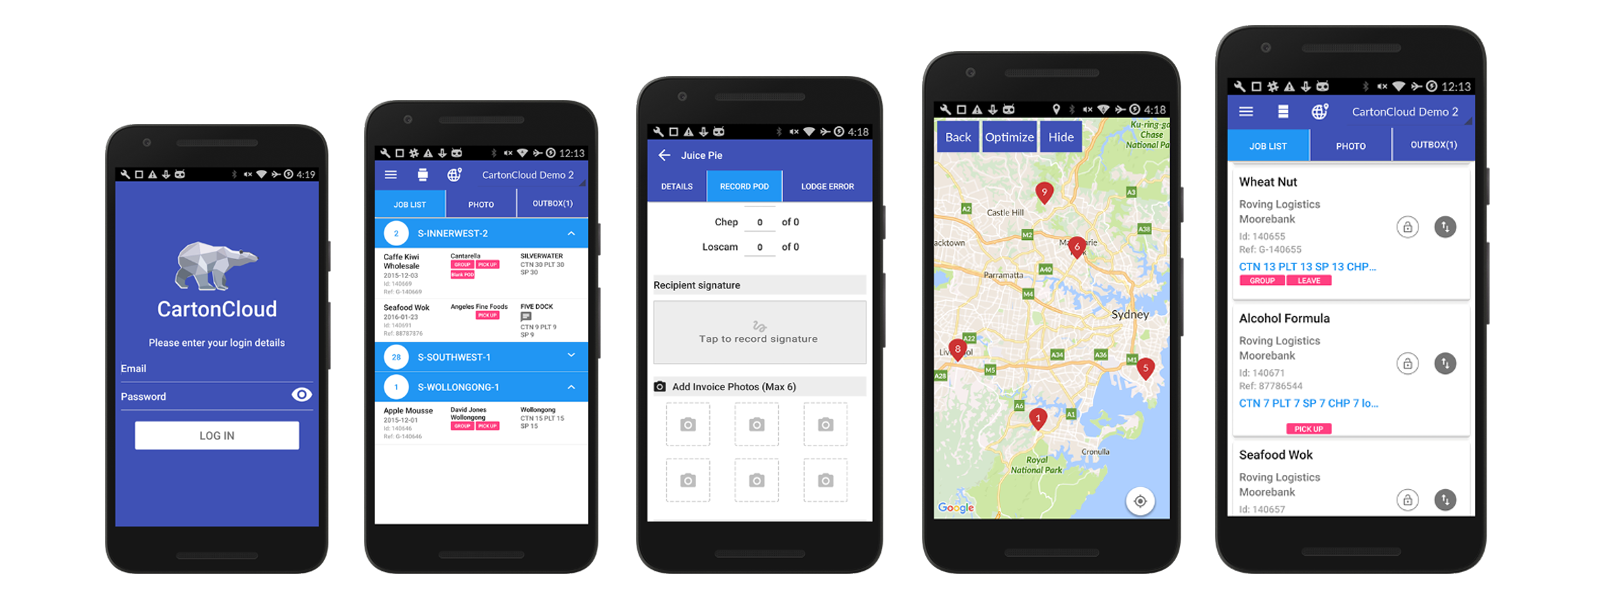 4:19
CartonCloud
Please enter your login details
Email
Password
LOG IN
12:13
CartonCloud Demo 2
JOB LIST PHOTO OUTBOX(1)
2 S-INNERWEST-2
Caffe Kiwi Wholesale
2015-12-03
Id: 140669
Ref: G-140669
Cantarella
GROUP PICK UP
Blank POD
SILVERWATER
CTN 30 PLT 30
SP 30
Seafood Wok
2016-01-23
Id: 140691
Ref: 88787876
Angeles Fine Foods
PICK UP
FIVE DOCK
CTN 9 PLT 9
SP 9
28 S-SOUTHWEST-1
1 S-WOLLONGONG-1
Apple Mousse
2015-12-01
Id: 140646
Ref: G-140646
David Jones
Wollongong
GROUP PICK UP
Wollongong
CTN 15 PLT 15
SP 15
4:18
Juice Pie
DETAILS RECORD POD LODGE ERROR
Chep 0 of 0
Loscam 0 of 0
Recipient signature
Tap to record signature
Add Invoice Photos (Max 6)
4:18
Back Optimize Hide
Ku-ring-ga
Chase
National Pa
A3
9
A2
Castle Hill
A38
M2
acktown
6
Parramatta
A40
M4
Sydney
A22
8
A34
A36
M1
A28
M5
5
A6
1
A1
Cronulla
Royal
National Park
Google
12:13
CartonCloud Demo 2
JOB LIST PHOTO OUTBOX(1)
Wheat Nut
Roving Logistics
Moorebank
Id: 140655
Ref: G-140655
CTN 13 PLT 13 SP 13 CHP...
GROUP LEAVE
Alcohol Formula
Roving Logistics
Moorebank
Id: 140671
Ref: 87786544
CTN 7 PLT 7 SP 7 CHP 7 lo...
PICK UP
Seafood Wok
Roving Logistics
Moorebank
Id: 140657